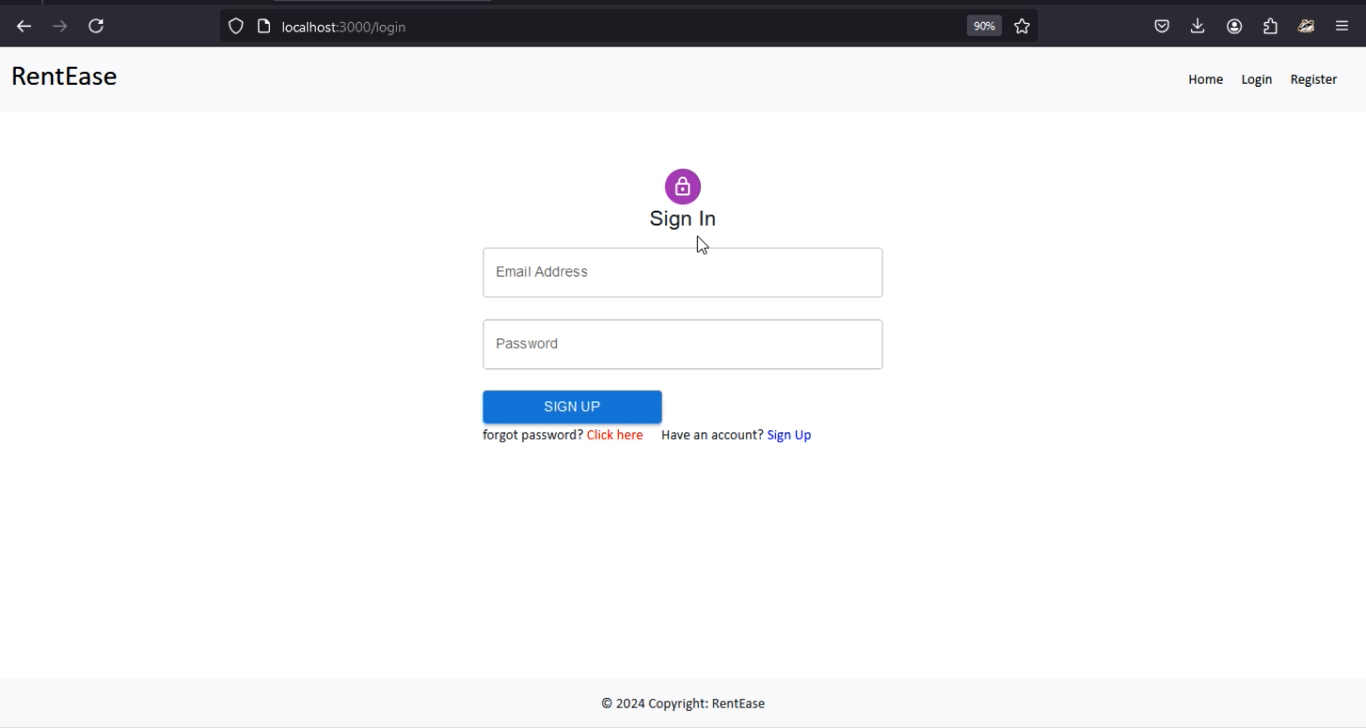 localhost:3000/login
90%
RentEase
Home Login Register
Sign In
Email Address
Password
SIGN UP
forgot password? Click here Have an account? Sign Up
© 2024 Copyright: RentEase